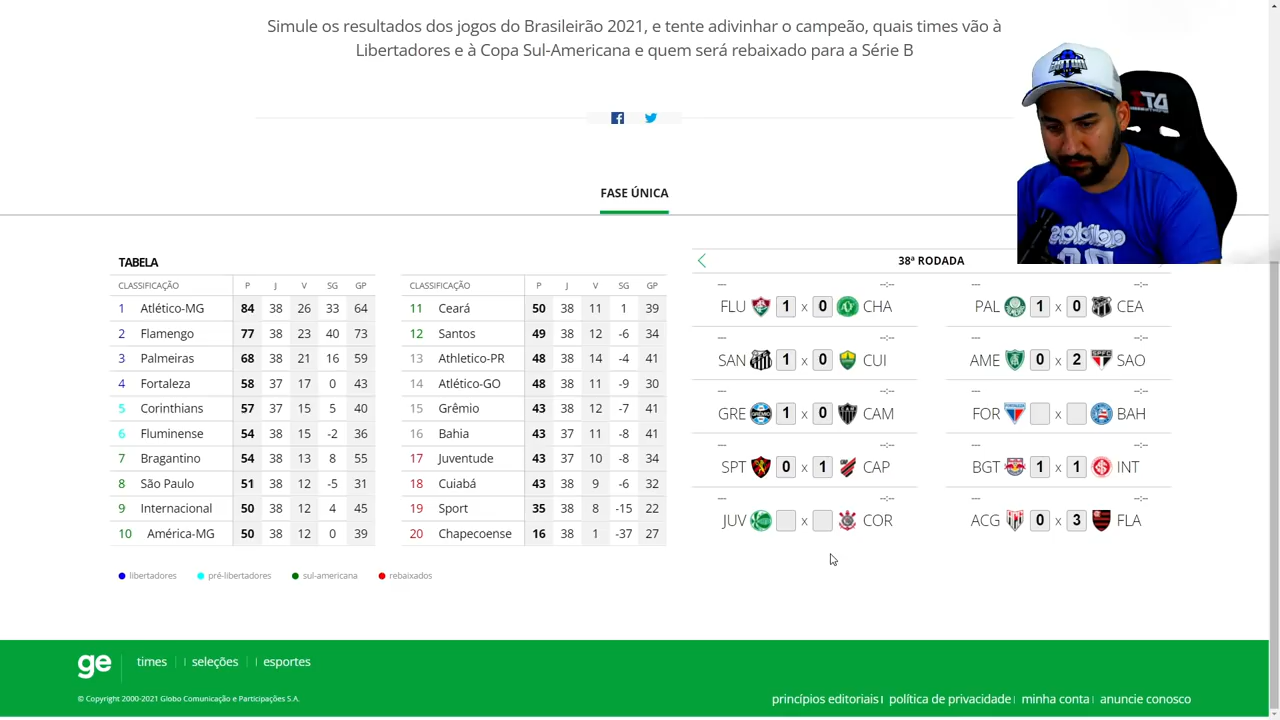 Simule os resultados dos jogos do Brasileirão 2021, e tente adivinhar o campeão, quais times vão à
Libertadores e à Copa Sul-Americana e quem será rebaixado para a Série B
FASE ÚNICA
TABELA
CLASSIFICAÇÃO P J V SG GP
1 Atlético-MG 84 38 26 33 64
2 Flamengo 77 38 23 40 73
3 Palmeiras 68 38 21 16 59
4 Fortaleza 58 37 17 0 43
5 Corinthians 57 37 15 5 40
6 Fluminense 54 38 15 -2 36
7 Bragantino 54 38 13 8 55
8 São Paulo 51 38 12 -5 31
9 Internacional 50 38 12 4 45
10 América-MG 50 38 12 0 39
CLASSIFICAÇÃO P J V SG GP
11 Ceará 50 38 11 1 39
12 Santos 49 38 12 -6 34
13 Athletico-PR 48 38 14 -4 41
14 Atlético-GO 48 38 11 -9 30
15 Grêmio 43 38 12 -7 41
16 Bahia 43 37 11 -8 41
17 Juventude 43 37 10 -8 34
18 Cuiabá 43 38 9 -6 32
19 Sport 35 38 8 -15 22
20 Chapecoense 16 38 1 -37 27
libertadores pré-libertadores sul-americana rebaixados
38ª RODADA
--- --:--
FLU 1 x 0 CHA
--- --:--
PAL 1 x 0 CEA
--- --:--
SAN 1 x 0 CUI
--- --:--
AME 0 x 2 SAO
--- --:--
GRE 1 x 0 CAM
--- --:--
FOR x BAH
--- --:--
SPT 0 x 1 CAP
--- --:--
BGT 1 x 1 INT
--- --:--
JUV x COR
--- --:--
ACG 0 x 3 FLA
ge times seleções esportes
© Copyright 2000-2021 Globo Comunicação e Participações S.A.
princípios editoriais política de privacidade minha conta anuncie conosco